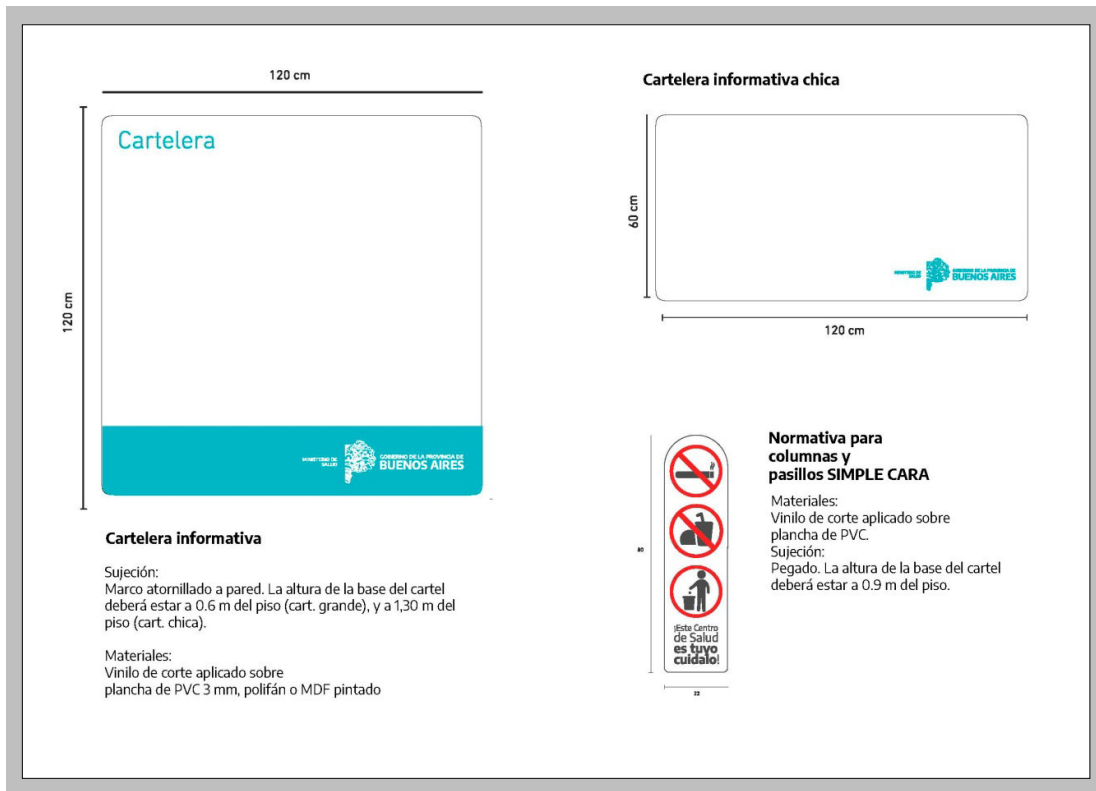 120 cm
120 cm
Cartelera
MINISTERIO DE
SALUD
GOBIERNO DE LA PROVINCIA DE
BUENOS AIRES
Cartelera informativa
Sujeción:
Marco atornillado a pared. La altura de la base del cartel
deberá estar a 0.6 m del piso (cart. grande), y a 1,30 m del
piso (cart. chica).
Materiales:
Vinilo de corte aplicado sobre
plancha de PVC 3 mm, polifán o MDF pintado
Cartelera informativa chica
60 cm
MINISTERIO DE
SALUD
GOBIERNO DE LA PROVINCIA DE
BUENOS AIRES
120 cm
80
¡Este Centro
de Salud
es tuyo
cuidalo!
22
Normativa para
columnas y
pasillos SIMPLE CARA
Materiales:
Vinilo de corte aplicado sobre
plancha de PVC.
Sujeción:
Pegado. La altura de la base del cartel
deberá estar a 0.9 m del piso.